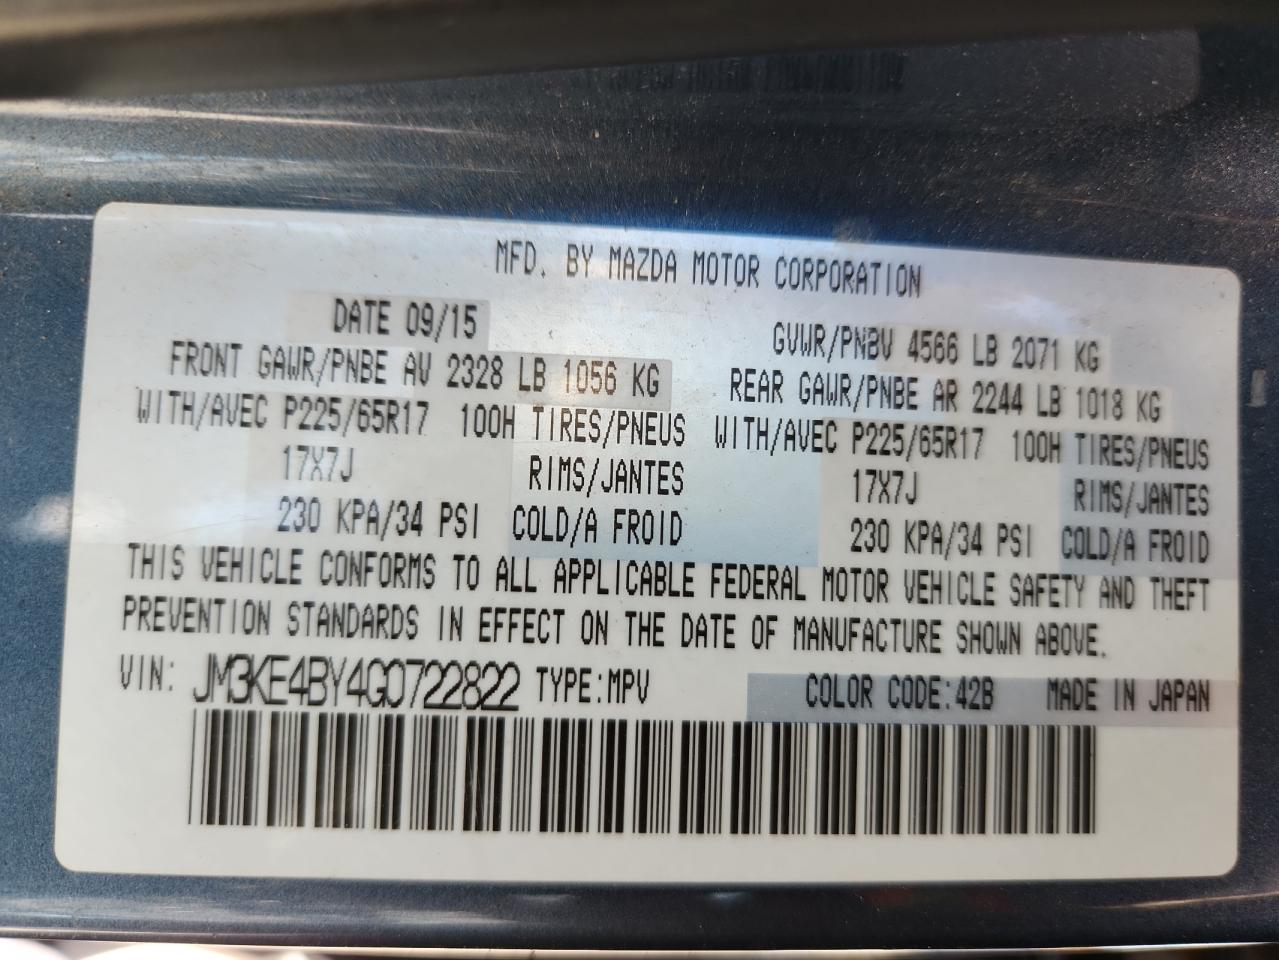 MFD. BY MAZDA MOTOR CORPORATION
DATE 09/15 GVWR/PNBV 4566 LB 2071 KG
FRONT GAWR/PNBE AV 2328 LB 1056 KG REAR GAWR/PNBE AR 2244 LB 1018 KG
WITH/AVEC P225/65R17 100H TIRES/PNEUS WITH/AVEC P225/65R17 100H TIRES/PNEUS
17X7J RIMS/JANTES 17X7J RIMS/JANTES
230 KPA/34 PSI COLD/A FROID 230 KPA/34 PSI COLD/A FROID
THIS VEHICLE CONFORMS TO ALL APPLICABLE FEDERAL MOTOR VEHICLE SAFETY AND THEFT
PREVENTION STANDARDS IN EFFECT ON THE DATE OF MANUFACTURE SHOWN ABOVE.
VIN: JM3KE4BY4G0722822 TYPE:MPV COLOR CODE:42B MADE IN JAPAN